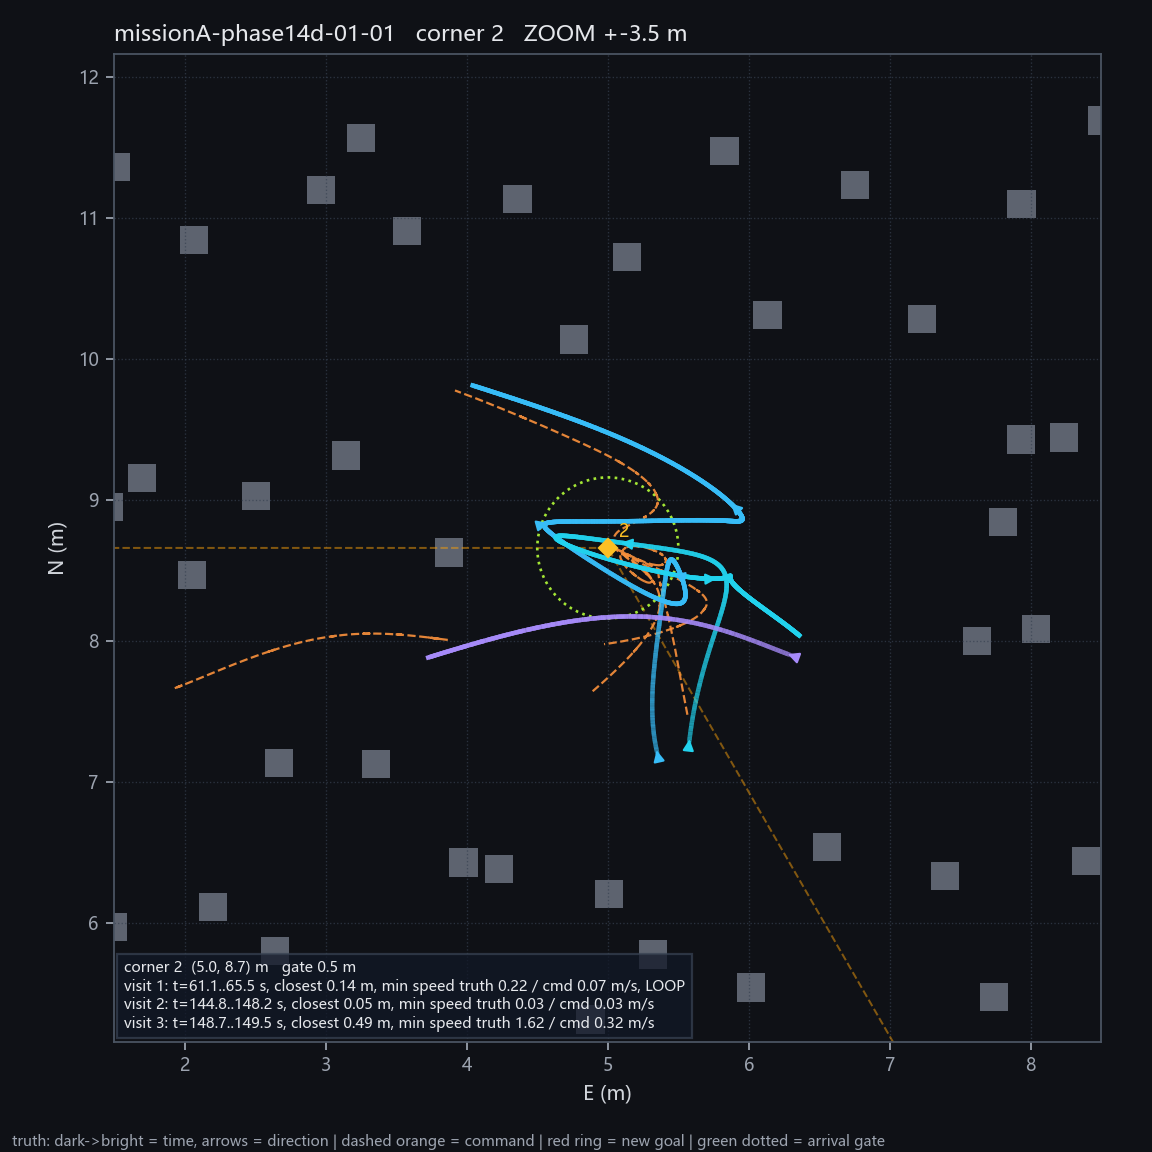 missionA-phase14d-01-01   corner 2   ZOOM +-3.5 m
12
11
10
9
8
7
6
N (m)
2
corner 2  (5.0, 8.7) m   gate 0.5 m
visit 1: t=61.1..65.5 s, closest 0.14 m, min speed truth 0.22 / cmd 0.07 m/s, LOOP
visit 2: t=144.8..148.2 s, closest 0.05 m, min speed truth 0.03 / cmd 0.03 m/s
visit 3: t=148.7..149.5 s, closest 0.49 m, min speed truth 1.62 / cmd 0.32 m/s
2 3 4 5 6 7 8
E (m)
truth: dark->bright = time, arrows = direction | dashed orange = command | red ring = new goal | green dotted = arrival gate